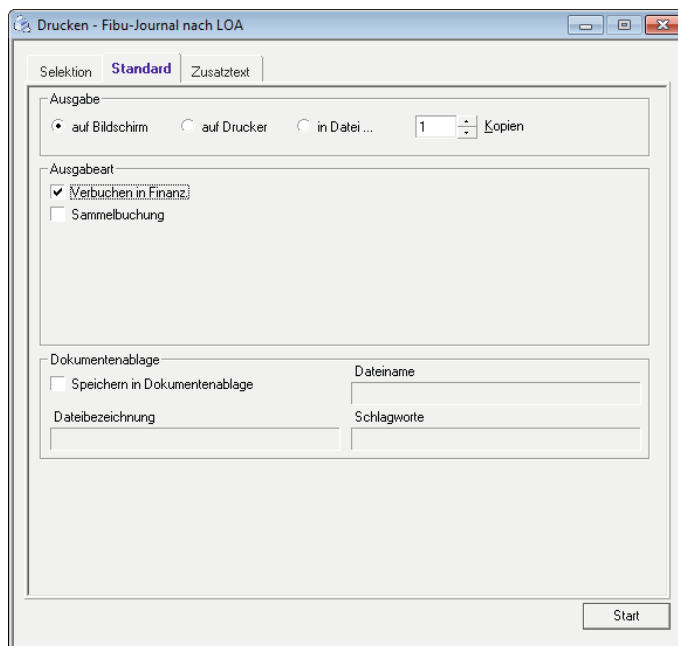 Drucken - Fibu-Journal nach LOA
Selektion Standard Zusatztext
Ausgabe
auf Bildschirm auf Drucker in Datei ... 1 Kopien
Ausgabeart
Verbuchen in Finanz.
Sammelbuchung
Dokumentenablage
Speichern in Dokumentenablage
Dateiname
Dateibezeichnung Schlagworte
Start